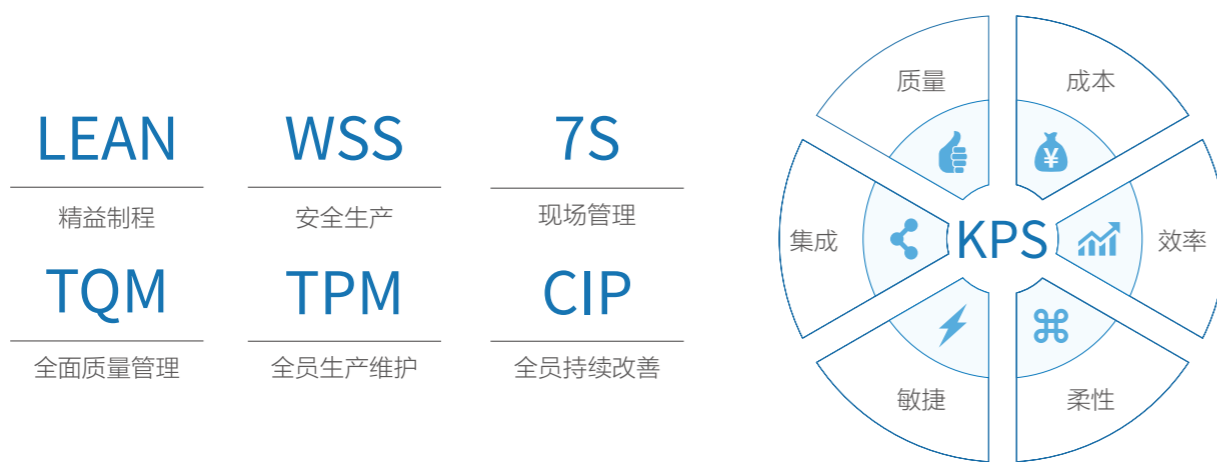 LEAN
精益制程
WSS
安全生产
7S
现场管理
TQM
全面质量管理
TPM
全员生产维护
CIP
全员持续改善
质量
成本
¥
集成
KPS
效率
敏捷
柔性